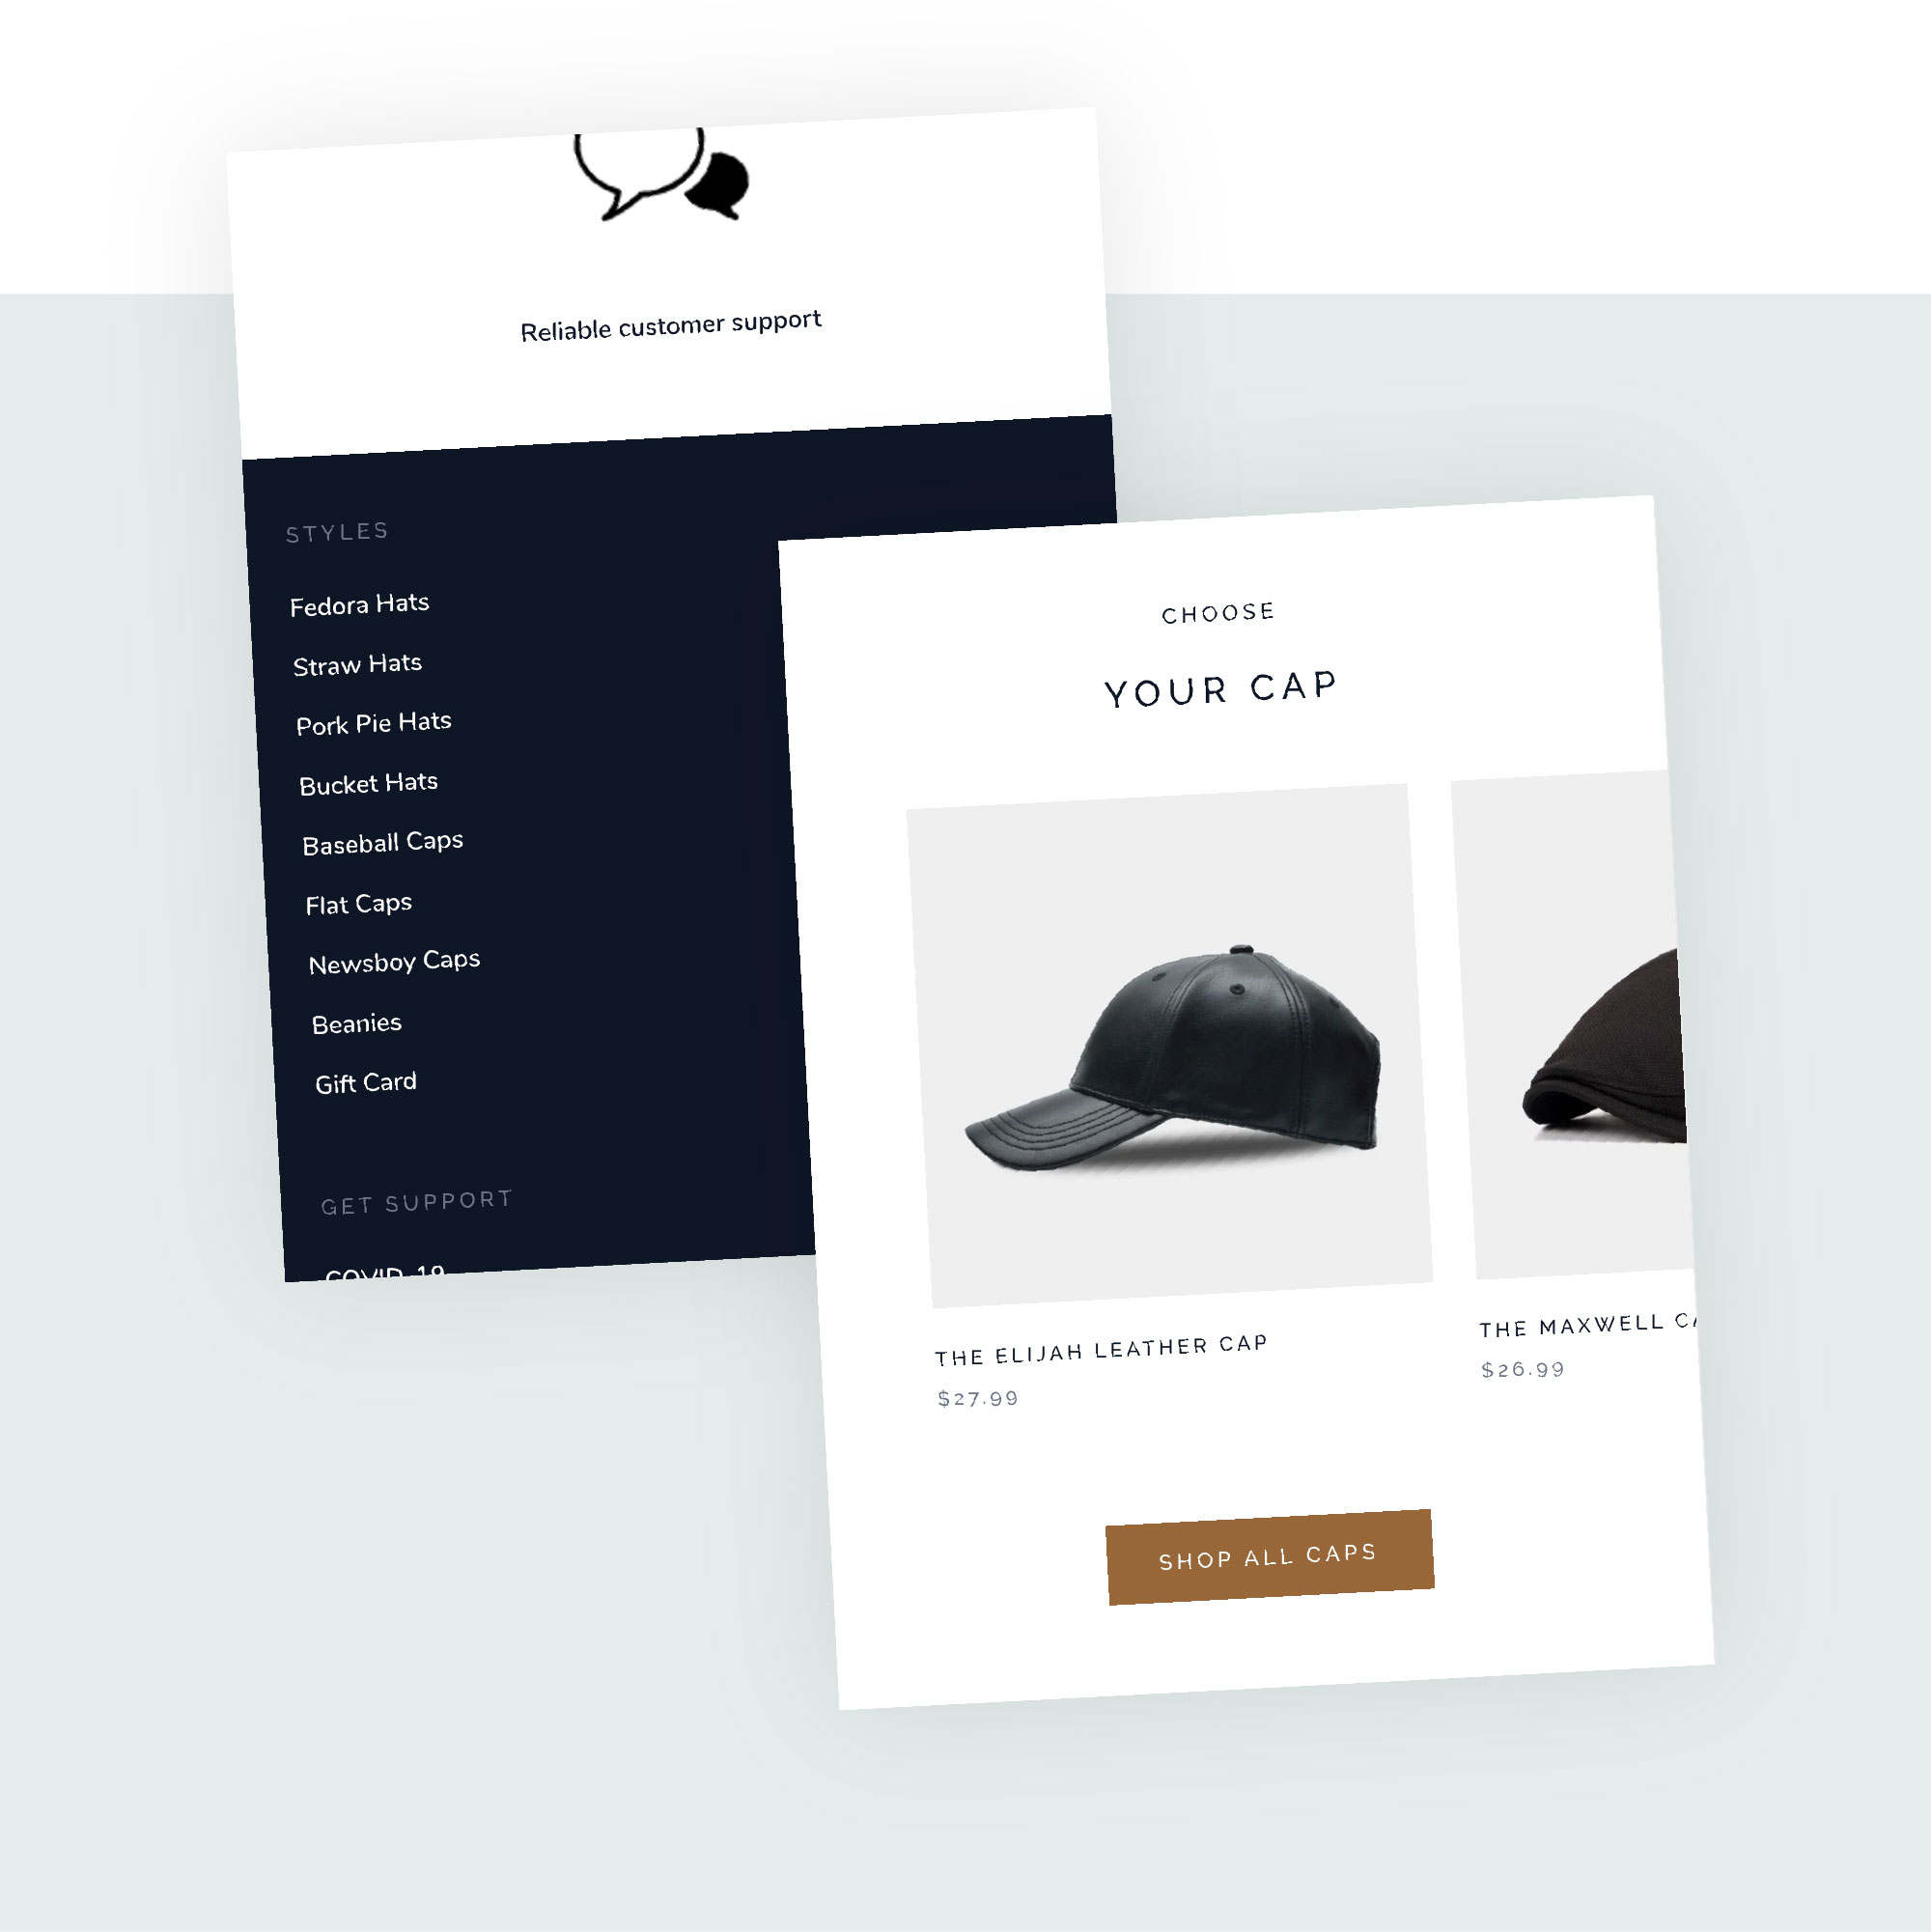 Reliable customer support
STYLES
Fedora Hats
Straw Hats
Pork Pie Hats
Bucket Hats
Baseball Caps
Flat Caps
Newsboy Caps
Beanies
Gift Card
GET SUPPORT
COVID-19
CHOOSE
YOUR CAP
THE ELIJAH LEATHER CAP
$27.99
THE MAXWELL
$26.99
SHOP ALL CAPS